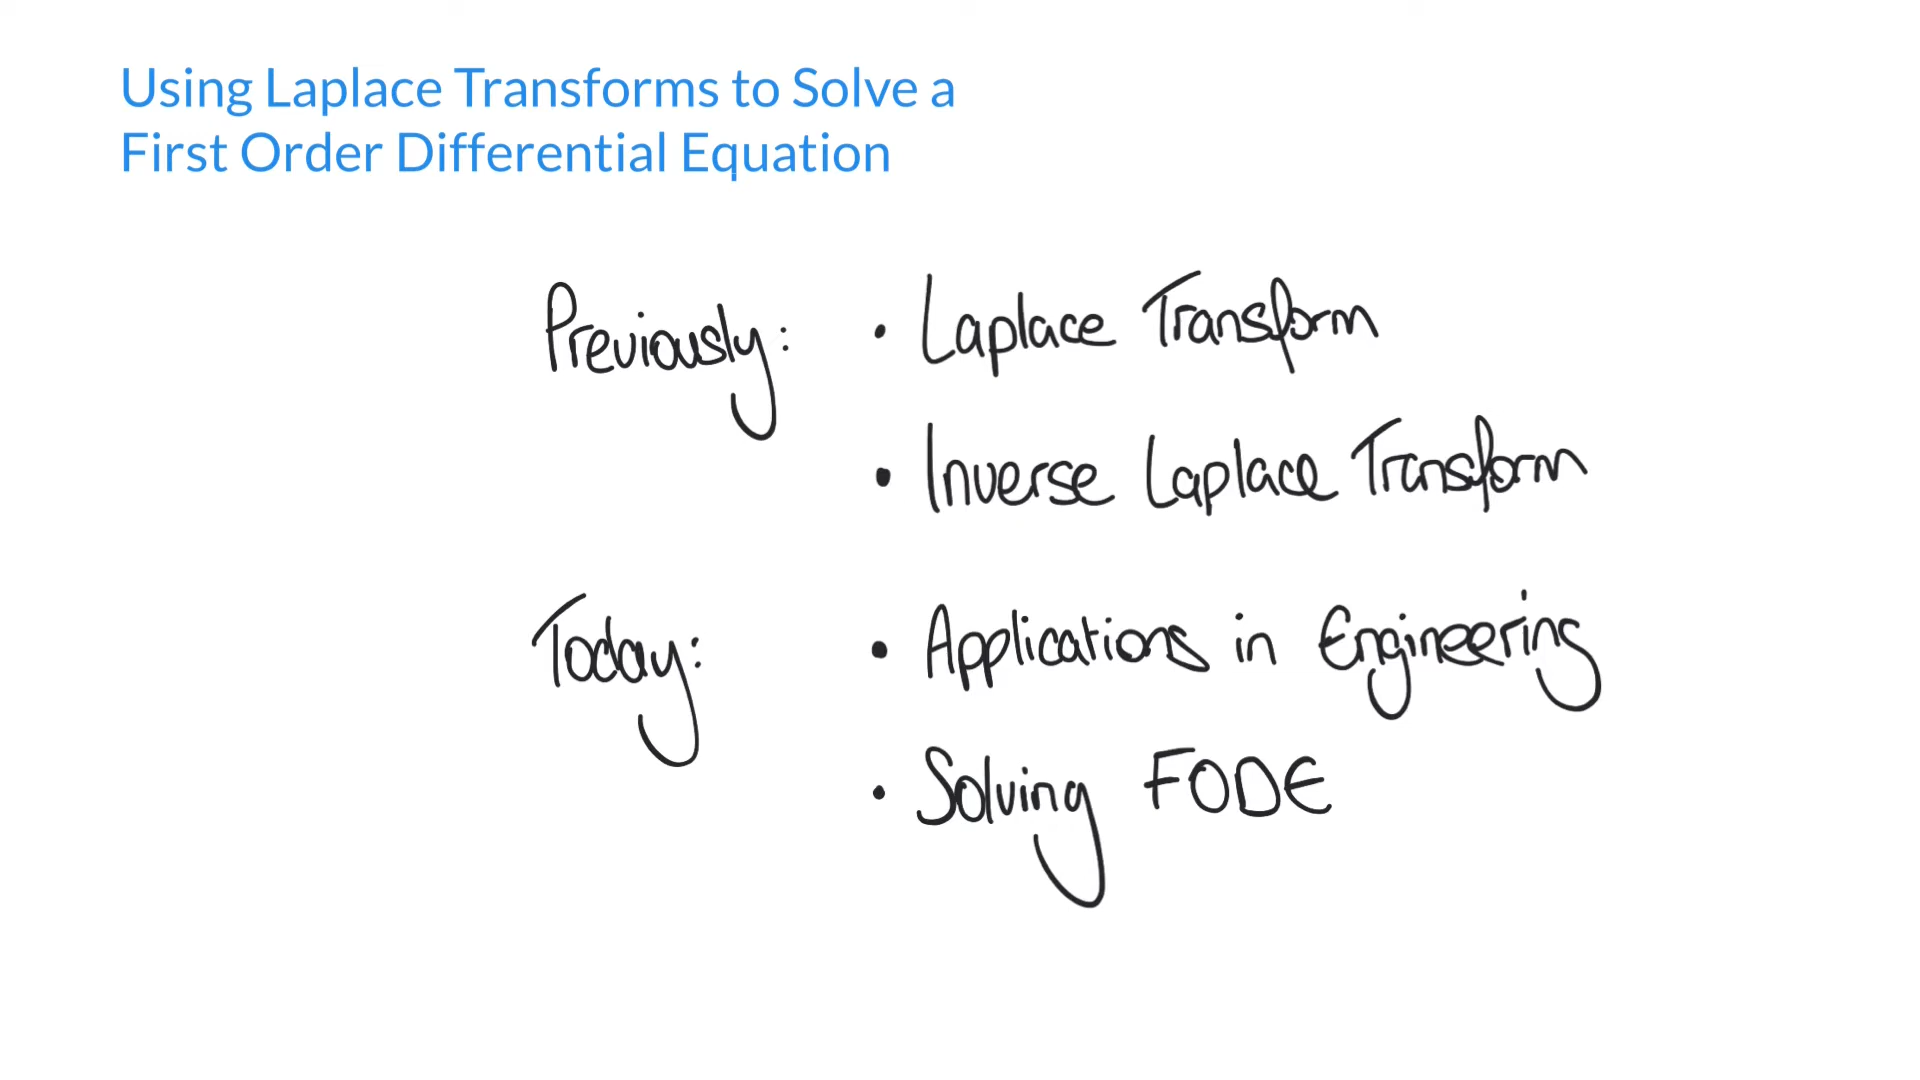 Using Laplace Transforms to Solve a
First Order Differential Equation
Previously: • Laplace Transform
• Inverse Laplace Transform
Today: • Applications in Engineering
• Solving FODE